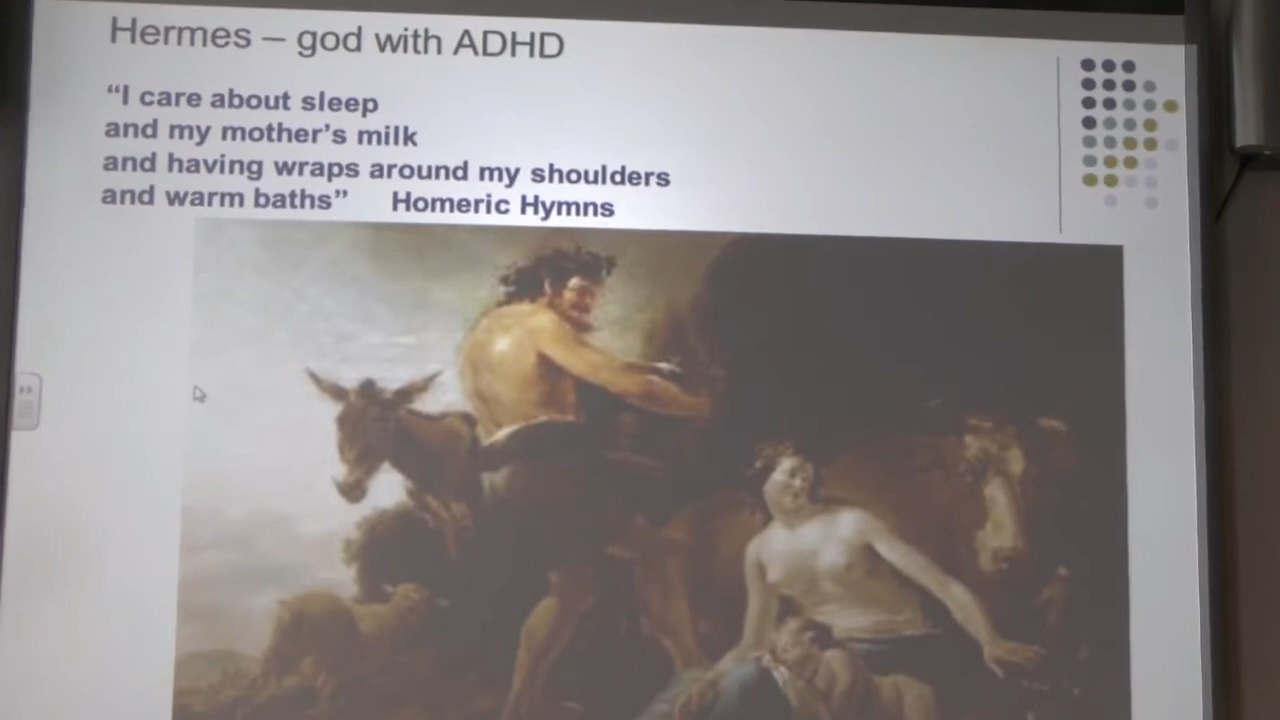 Hermes – god with ADHD
“I care about sleep
and my mother’s milk
and having wraps around my shoulders
and warm baths” Homeric Hymns